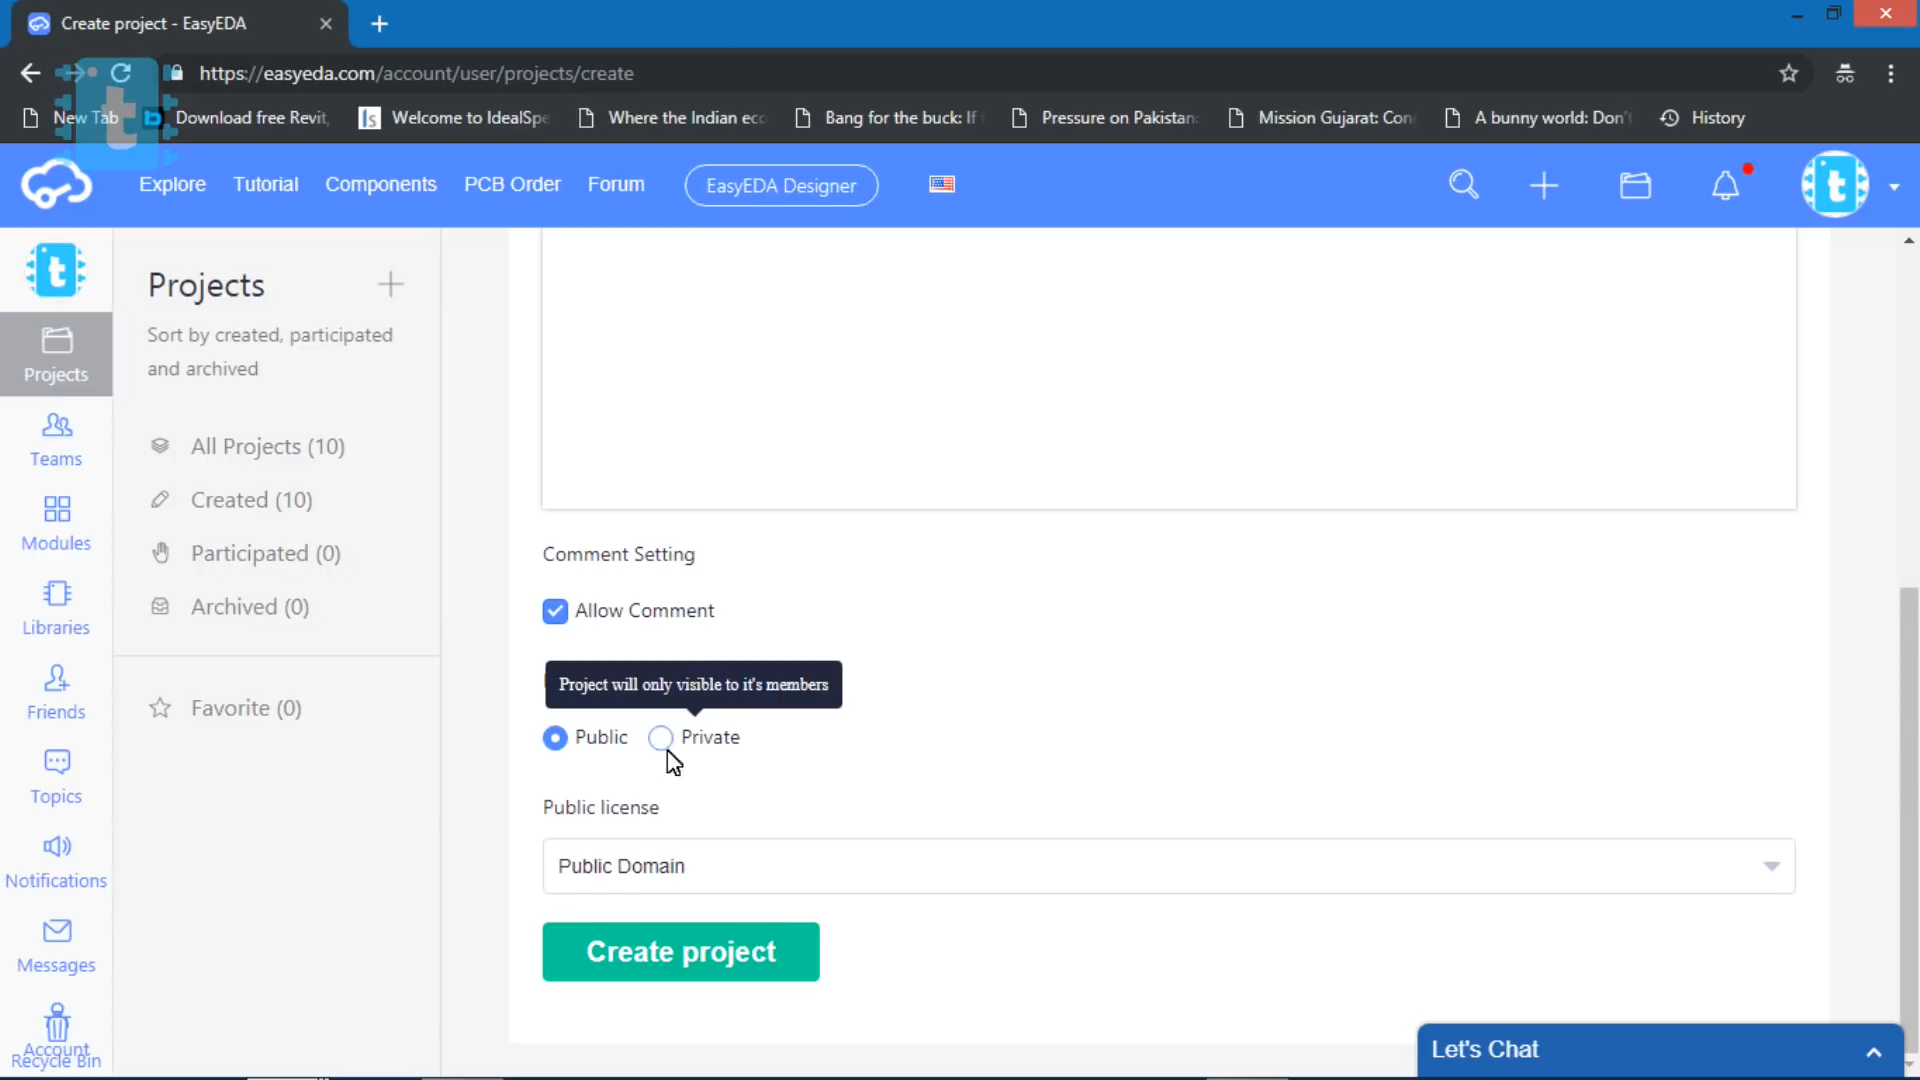 Create project - EasyEDA
https://easyeda.com/account/user/projects/create
New Tab
Download free Revit,
Welcome to IdealSpe
Where the Indian eco
Bang for the buck: If
Pressure on Pakistan:
Mission Gujarat: Con
A bunny world: Don't
History
t
Explore
Tutorial
Components
PCB Order
Forum
EasyEDA Designer
t
t
Projects
Teams
Modules
Libraries
Friends
Topics
Notifications
Messages
Account
Recycle Bin
Projects
Sort by created, participated
and archived
All Projects (10)
Created (10)
Participated (0)
Archived (0)
Favorite (0)
Comment Setting
Allow Comment
Project will only visible to it's members
Public
Private
Public license
Public Domain
Create project
Let's Chat